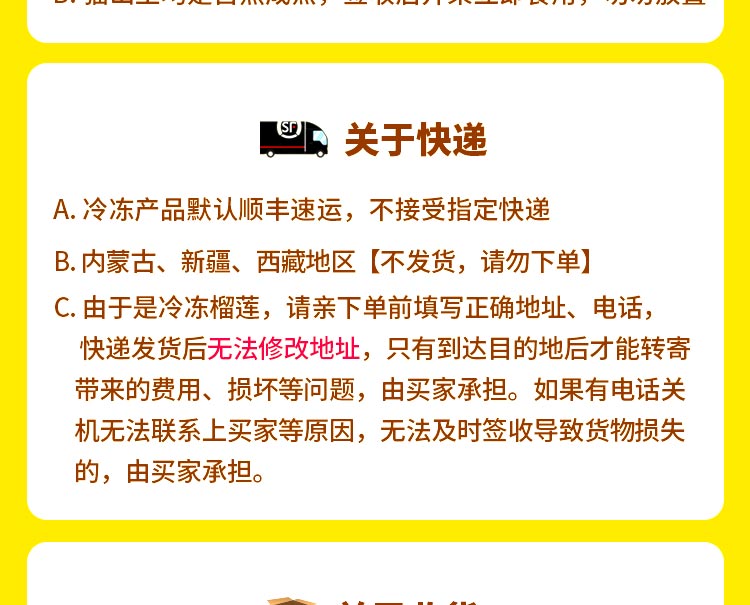 SF
关于快递
A. 冷冻产品默认顺丰速运，不接受指定快递
B. 内蒙古、新疆、西藏地区【不发货，请勿下单】
C. 由于是冷冻榴莲，请亲下单前填写正确地址、电话，
快递发货后无法修改地址，只有到达目的地后才能转寄
带来的费用、损坏等问题，由买家承担。如果有电话关
机无法联系上买家等原因，无法及时签收导致货物损失
的，由买家承担。